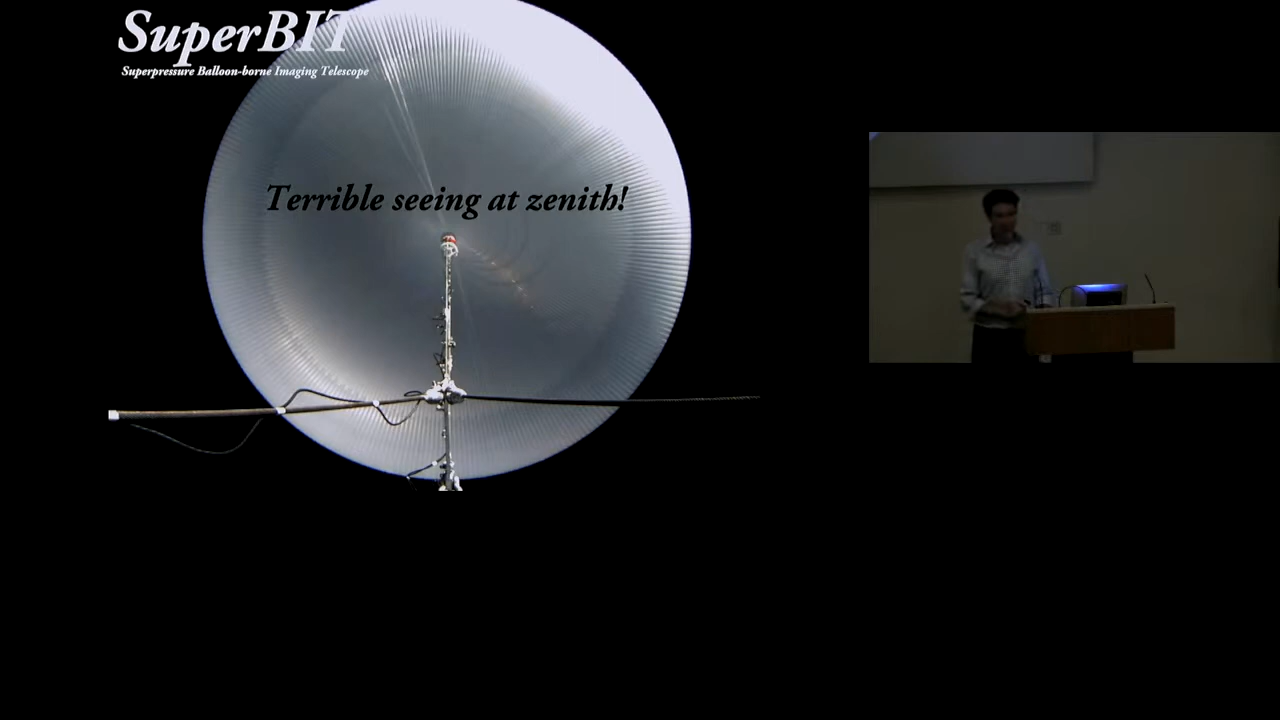 SuperBIT
Superpressure Balloon-borne Imaging Telescope
Terrible seeing at zenith!